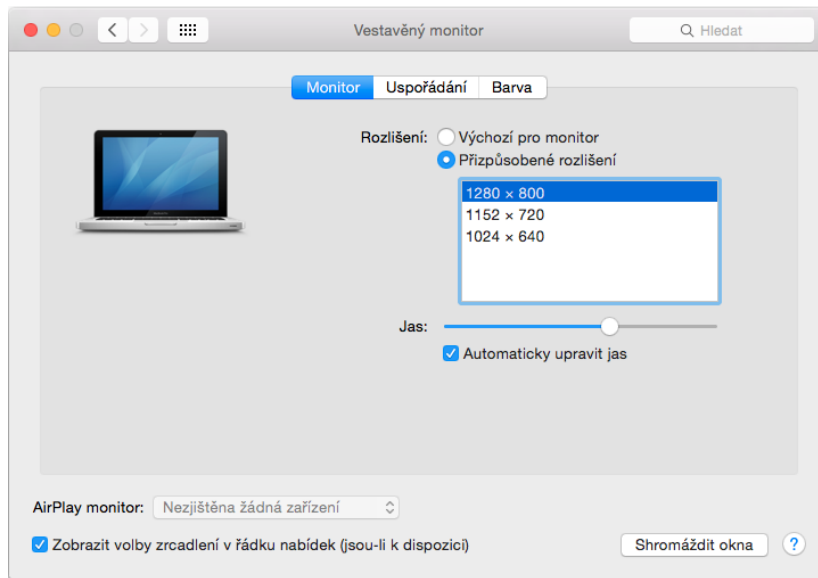 Vestavěný monitor
Hledat
Monitor Uspořádání Barva
Rozlišení: Výchozí pro monitor
Přizpůsobené rozlišení
1280 × 800
1152 × 720
1024 × 640
Jas:
Automaticky upravit jas
AirPlay monitor: Nezjištěna žádná zařízení
Zobrazit volby zrcadlení v řádku nabídek (jsou-li k dispozici)
Shromáždit okna ?